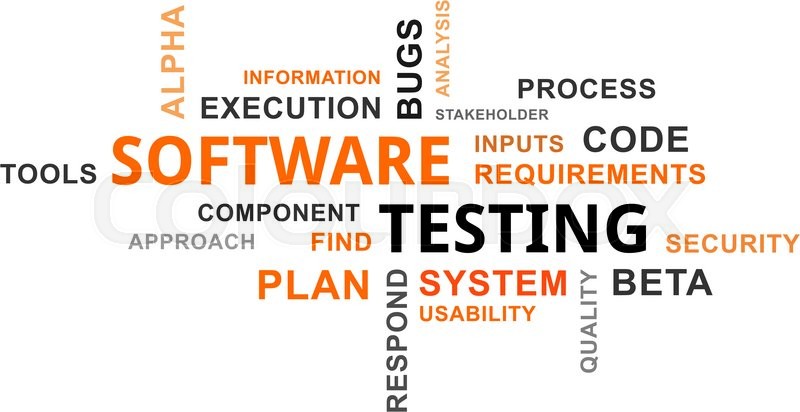 ALPHA
ANALYSIS
BUGS
INFORMATION
PROCESS
EXECUTION
STAKEHOLDER
TOOLS
SOFTWARE
INPUTS
CODE
REQUIREMENTS
COMPONENT
TESTING
APPROACH
FIND
SECURITY
PLAN
RESPOND
SYSTEM
QUALITY
BETA
USABILITY
Colourbox